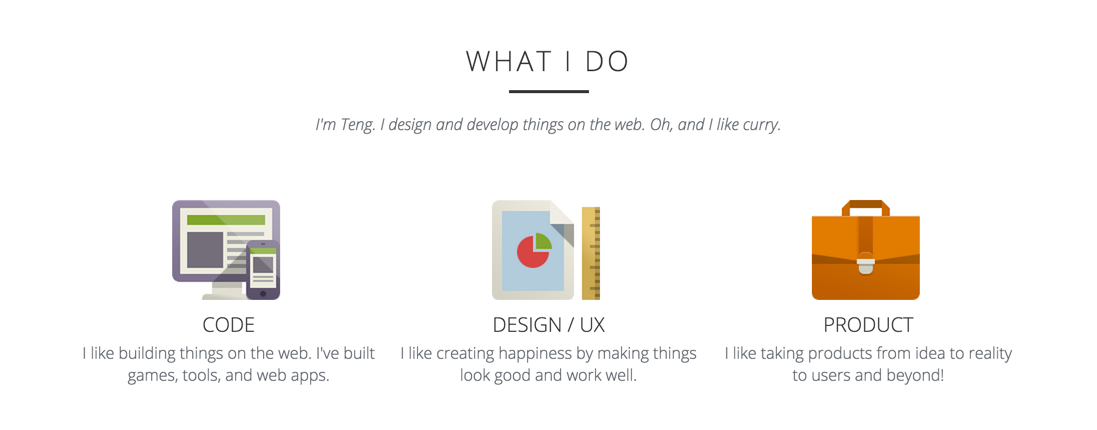 WHAT I DO
I'm Teng. I design and develop things on the web. Oh, and I like curry.
CODE
I like building things on the web. I've built
games, tools, and web apps.
DESIGN / UX
I like creating happiness by making things
look good and work well.
PRODUCT
I like taking products from idea to reality
to users and beyond!